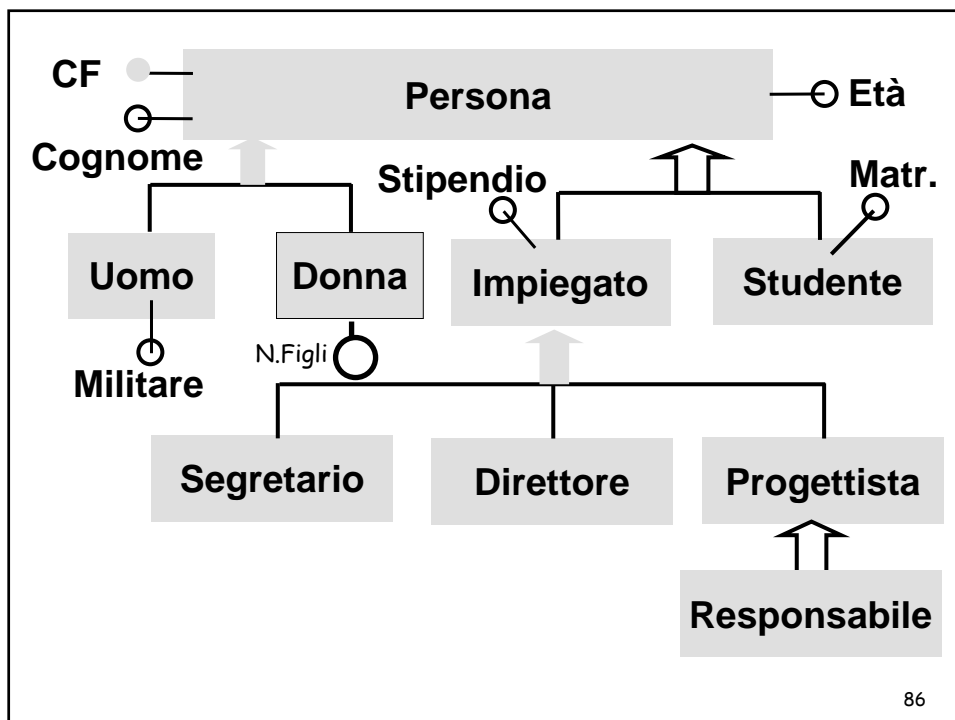 CF
Persona
Età
Cognome
Stipendio
Matr.
Uomo
Donna
Impiegato
Studente
N.Figli
Militare
Segretario
Direttore
Progettista
Responsabile
86